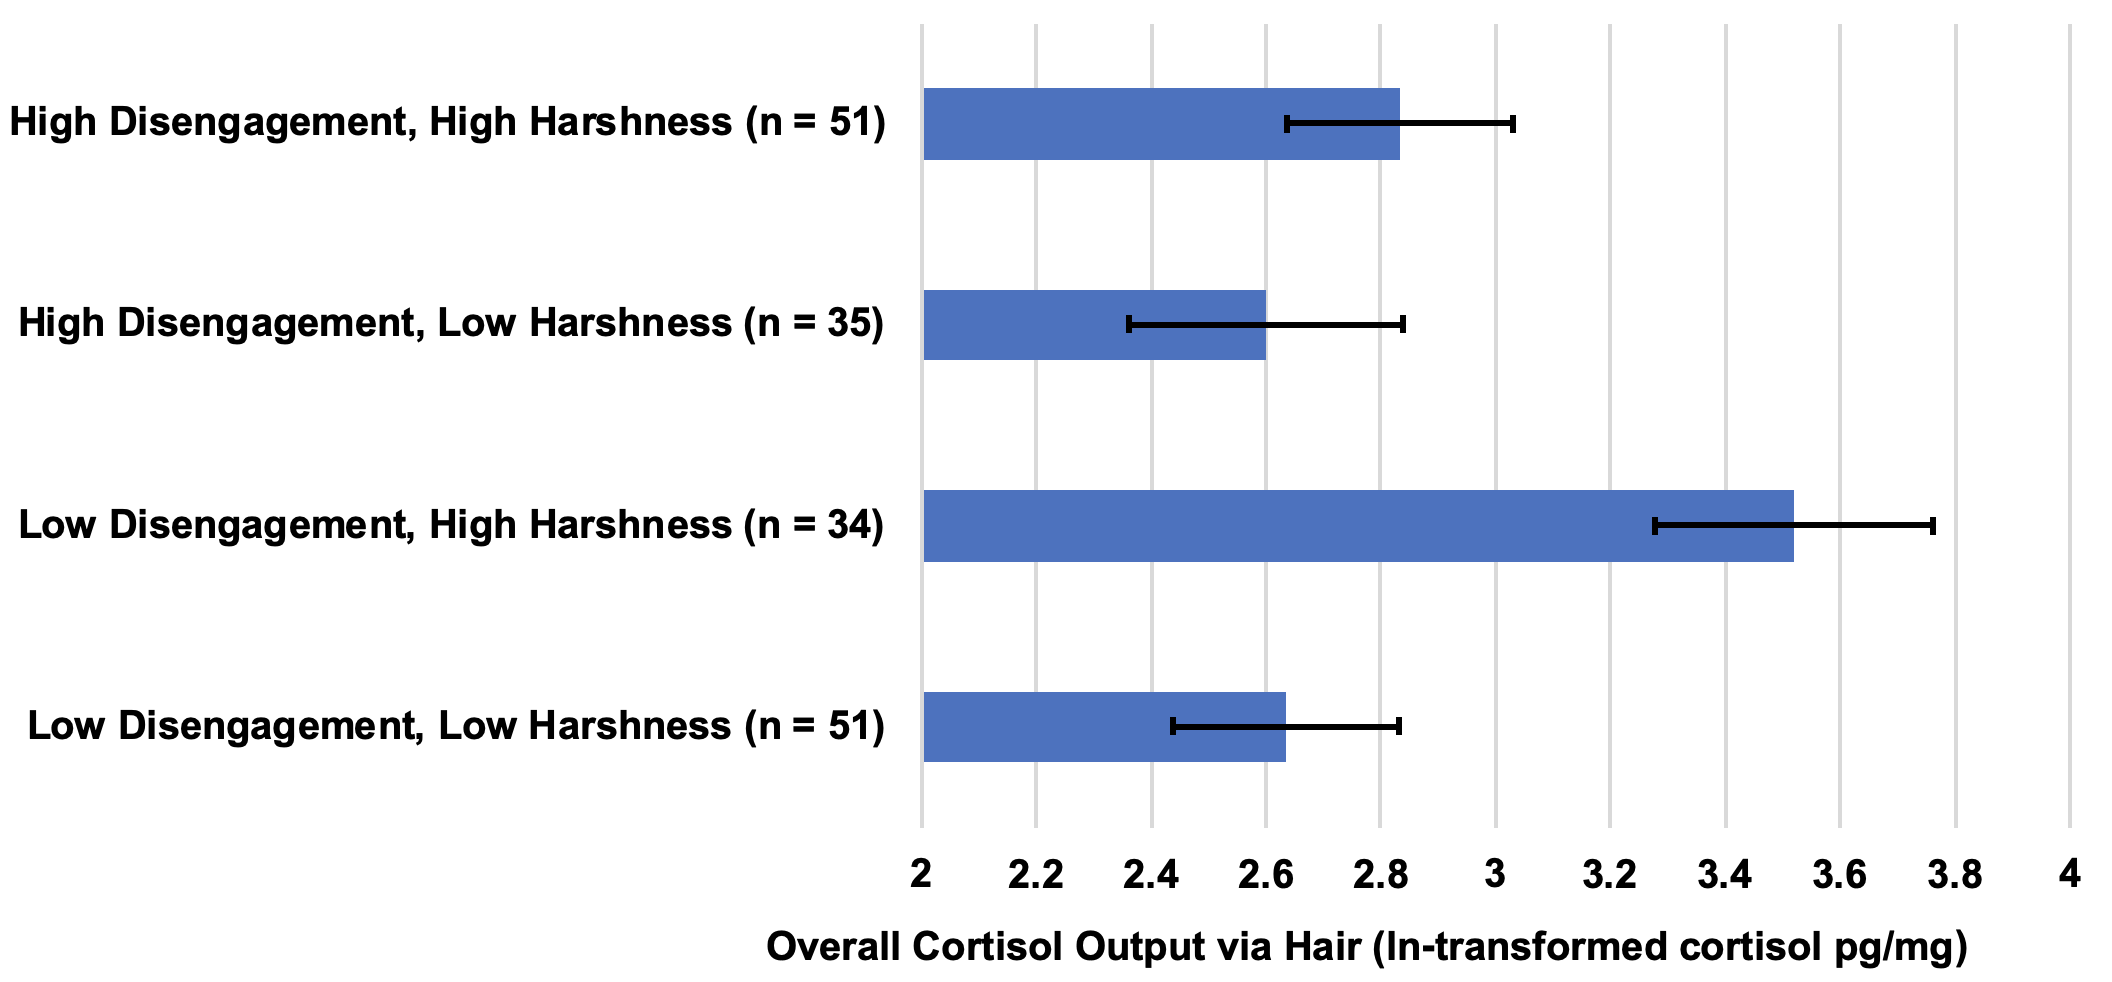 High Disengagement, High Harshness (n = 51)
High Disengagement, Low Harshness (n = 35)
Low Disengagement, High Harshness (n = 34)
Low Disengagement, Low Harshness (n = 51)
2 2.2 2.4 2.6 2.8 3 3.2 3.4 3.6 3.8 4
Overall Cortisol Output via Hair (ln-transformed cortisol pg/mg)